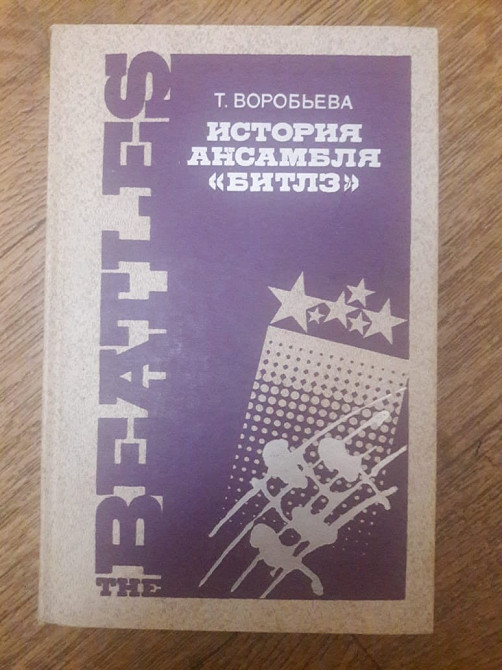 Т. ВОРОБЬЕВА
ИСТОРИЯ
АНСАМБЛЯ
«БИТЛЗ»
THE BEATLES